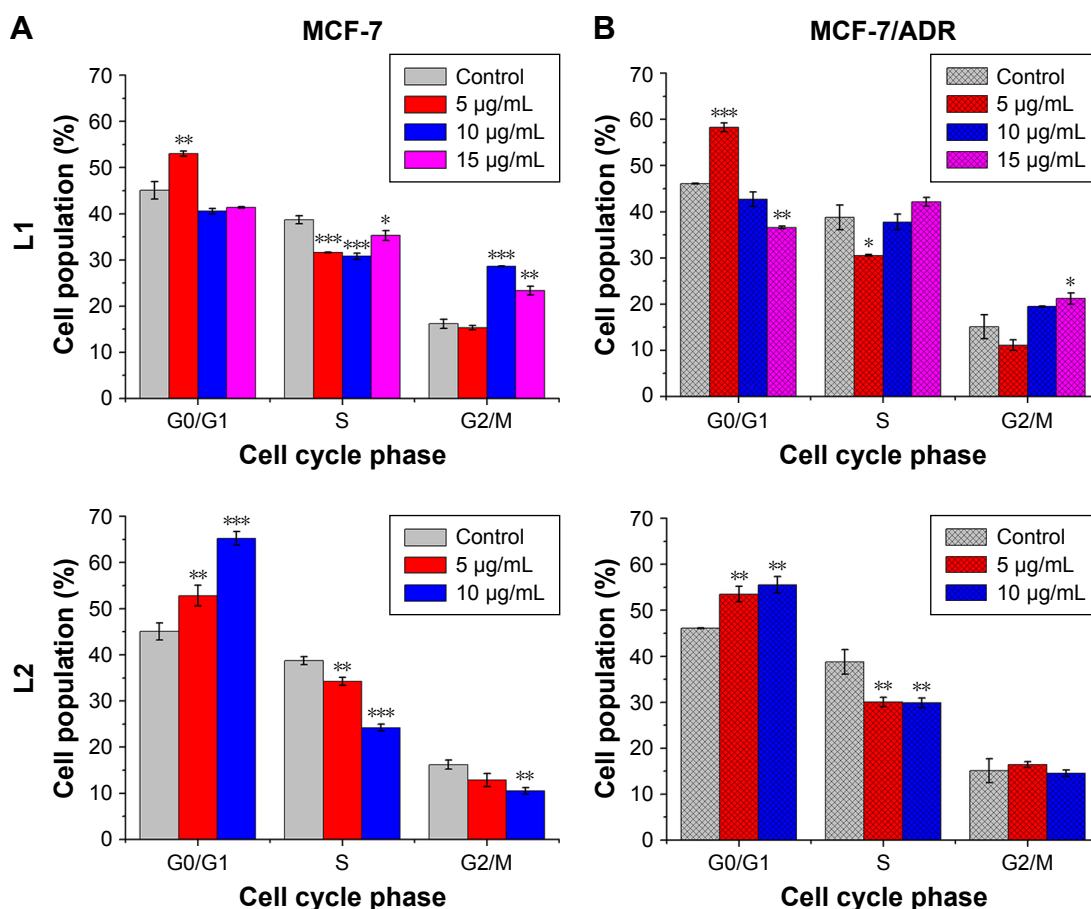 A
MCF-7
Control
5 µg/mL
10 µg/mL
15 µg/mL
L1
Cell population (%)
70
60
50
40
30
20
10
0
**
***
***
*
***
**
G0/G1 S G2/M
Cell cycle phase
B
MCF-7/ADR
Control
5 µg/mL
10 µg/mL
15 µg/mL
Cell population (%)
70
60
50
40
30
20
10
0
***
**
*
*
G0/G1 S G2/M
Cell cycle phase
Control
5 µg/mL
10 µg/mL
L2
Cell population (%)
70
60
50
40
30
20
10
0
**
***
**
***
**
G0/G1 S G2/M
Cell cycle phase
Control
5 µg/mL
10 µg/mL
Cell population (%)
70
60
50
40
30
20
10
0
**
**
**
**
G0/G1 S G2/M
Cell cycle phase